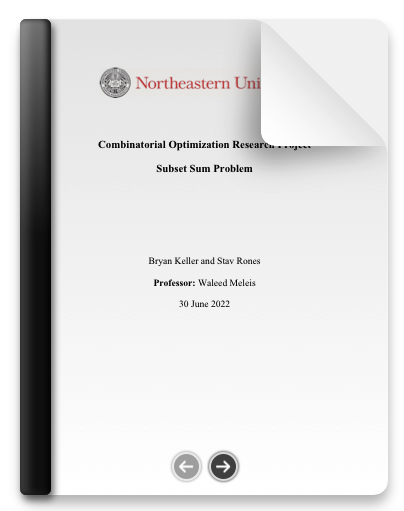 Northeastern Uni
Combinatorial Optimization Research Project
Subset Sum Problem
Bryan Keller and Stav Rones
Professor: Waleed Meleis
30 June 2022